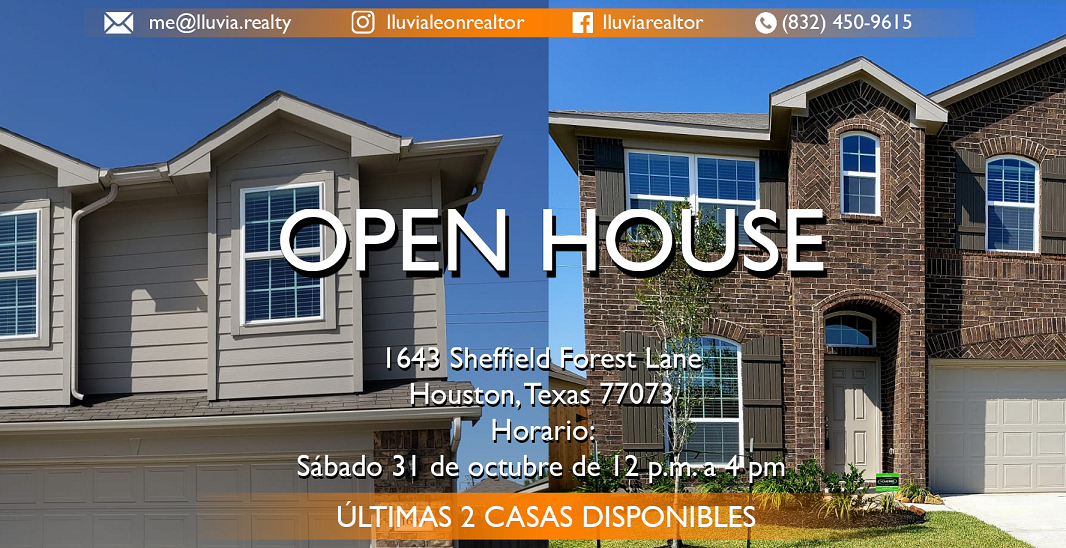 me@lluvia.realty lluvialeonrealtor lluviarealtor (832) 450-9615
OPEN HOUSE
1643 Sheffield Forest Lane
Houston, Texas 77073
Horario:
Sábado 31 de octubre de 12 p.m. a 4 pm
ÚLTIMAS 2 CASAS DISPONIBLES